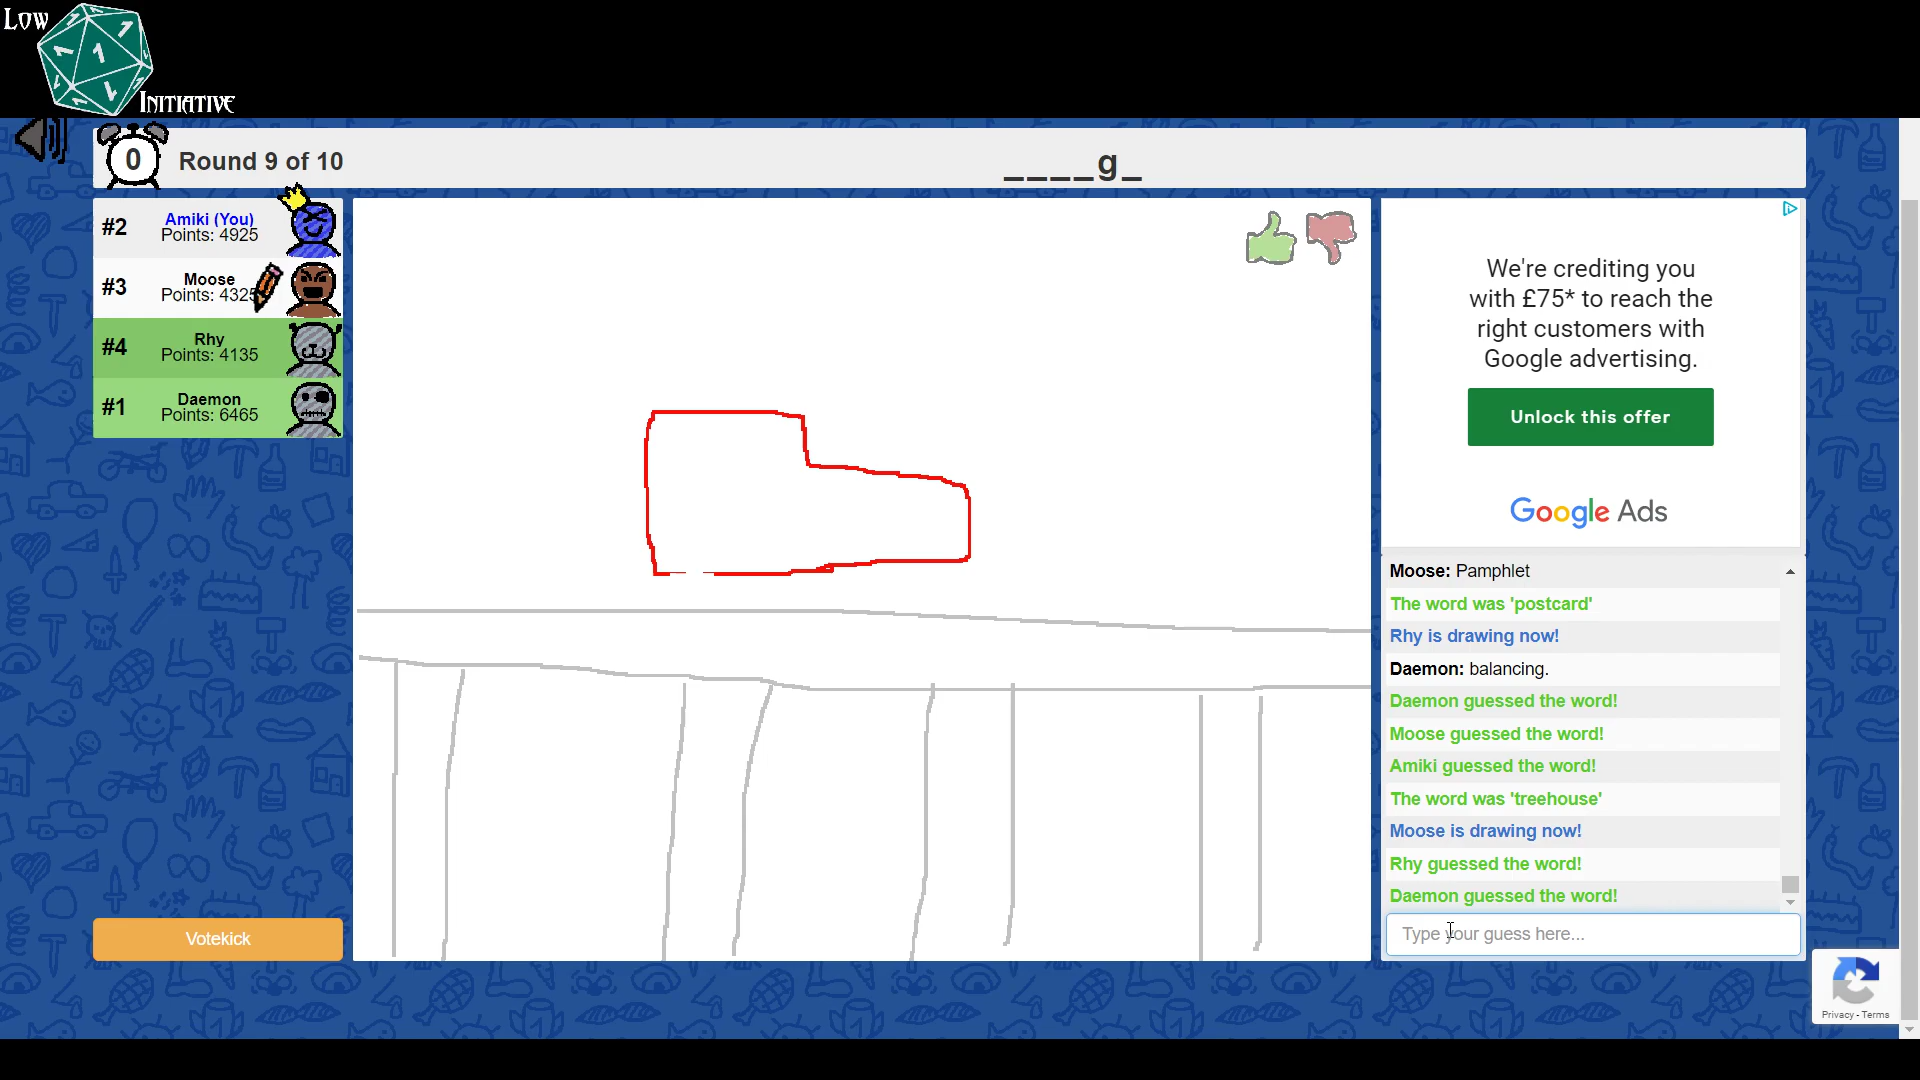 Low
Initiative
0
Round 9 of 10
____g_
#2
Amiki (You)
Points: 4925
#3
Moose
Points: 4325
#4
Rhy
Points: 4135
#1
Daemon
Points: 6465
Votekick
We're crediting you
with £75* to reach the
right customers with
Google advertising.
Unlock this offer
Google Ads
Moose: Pamphlet
The word was 'postcard'
Rhy is drawing now!
Daemon: balancing.
Daemon guessed the word!
Moose guessed the word!
Amiki guessed the word!
The word was 'treehouse'
Moose is drawing now!
Rhy guessed the word!
Daemon guessed the word!
Type your guess here...
Privacy - Terms